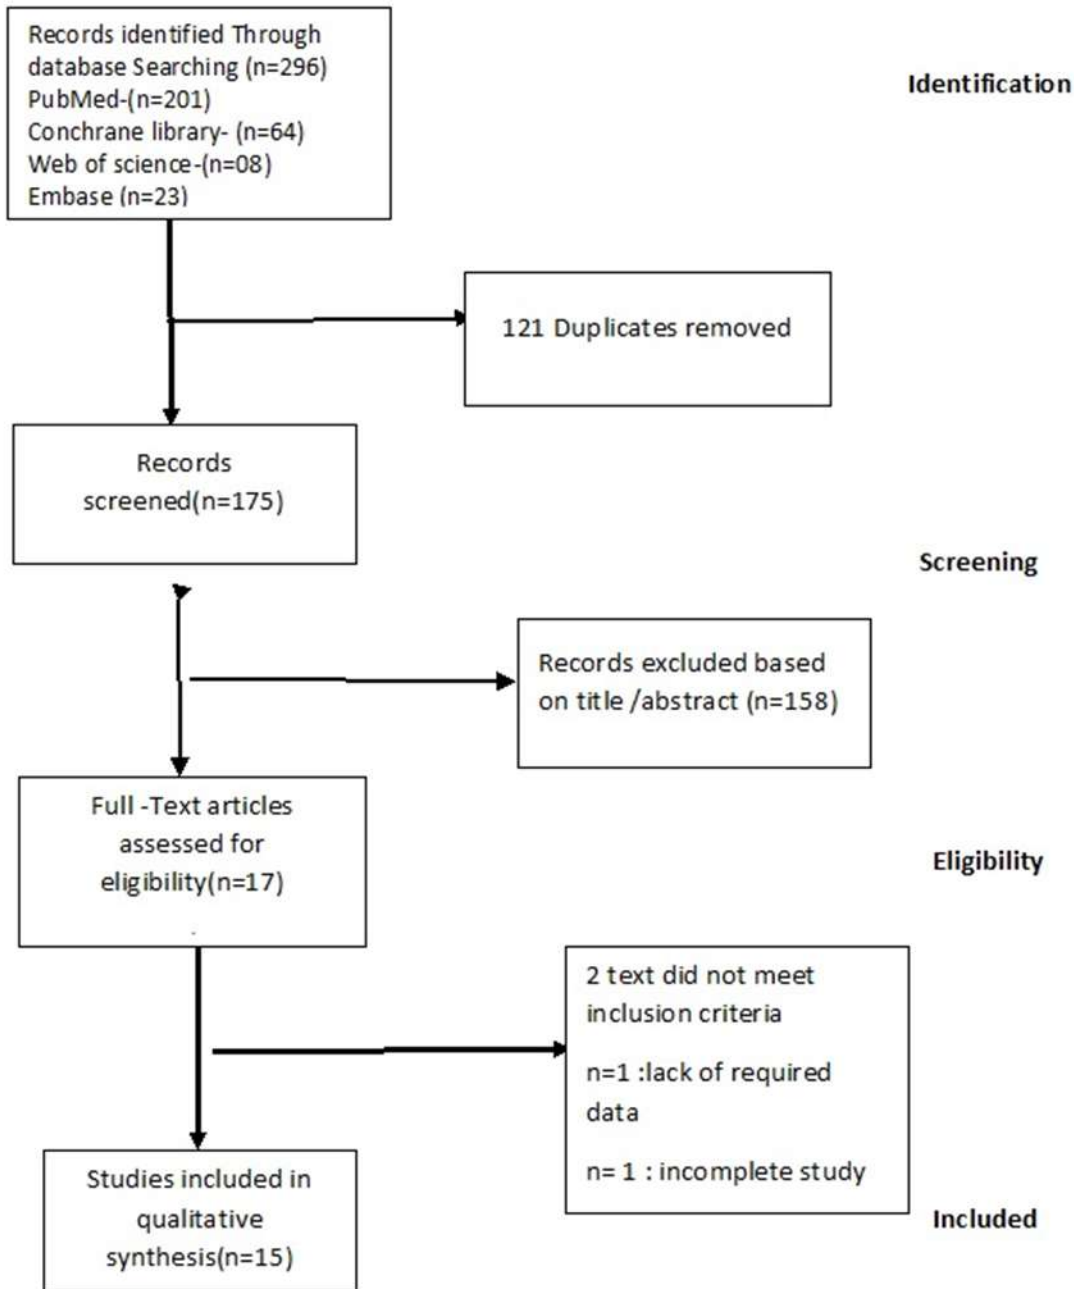 Records identified Through
database Searching (n=296)
PubMed-(n=201)
Conchrane library- (n=64)
Web of science-(n=08)
Embase (n=23)
Identification
121 Duplicates removed
Records
screened(n=175)
Screening
Records excluded based
on title /abstract (n=158)
Full -Text articles
assessed for
eligibility(n=17)
Eligibility
2 text did not meet
inclusion criteria
n=1 :lack of required
data
n= 1 : incomplete study
Studies included in
qualitative
synthesis(n=15)
Included